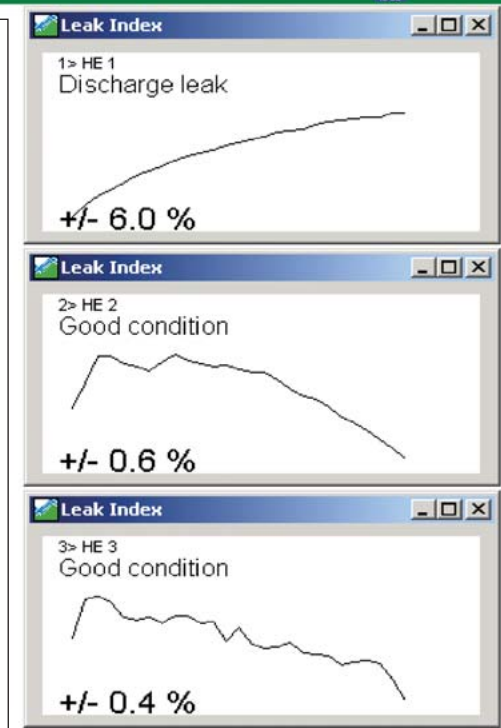 Leak Index
1> HE 1
Discharge leak
+/- 6.0 %
Leak Index
2> HE 2
Good condition
+/- 0.6 %
Leak Index
3> HE 3
Good condition
+/- 0.4 %